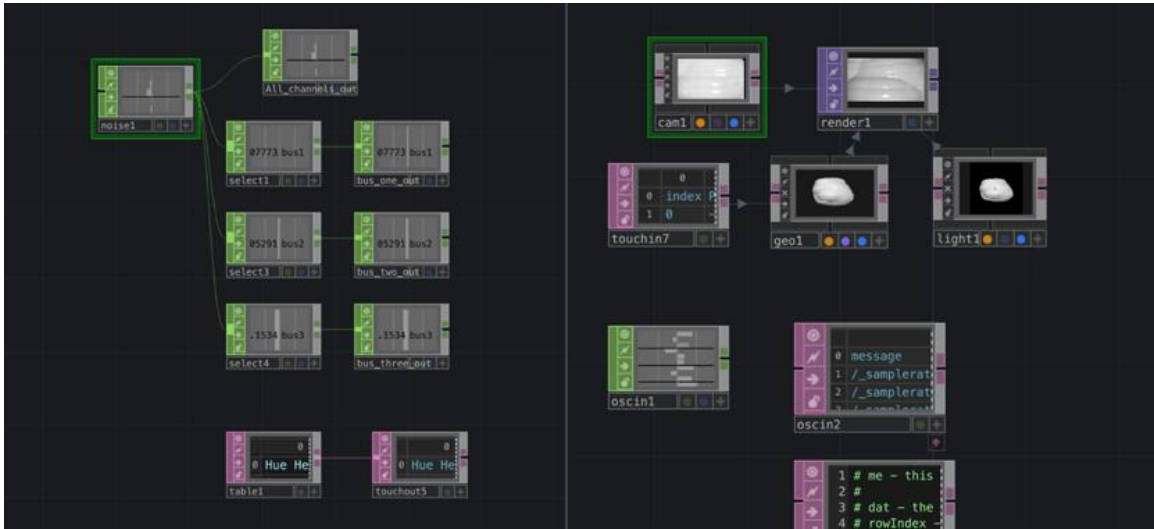 All_channels_out
noise1
07773 bus1
07773 bus1
select1
bus_one_out
05291 bus2
05291 bus2
select3
bus_two_out
.1534 bus3
.1534 bus3
select4
bus_three_out
0
0
0 Hue He
0 Hue He
table1
touchout5
cam1
render1
0
0 index P
1 0
touchin7
geo1
light1
oscin1
0 message
1 /_samplerat
2 /_samplerat
oscin2
1 # me - this
2 #
3 # dat - the
4 # rowIndex -